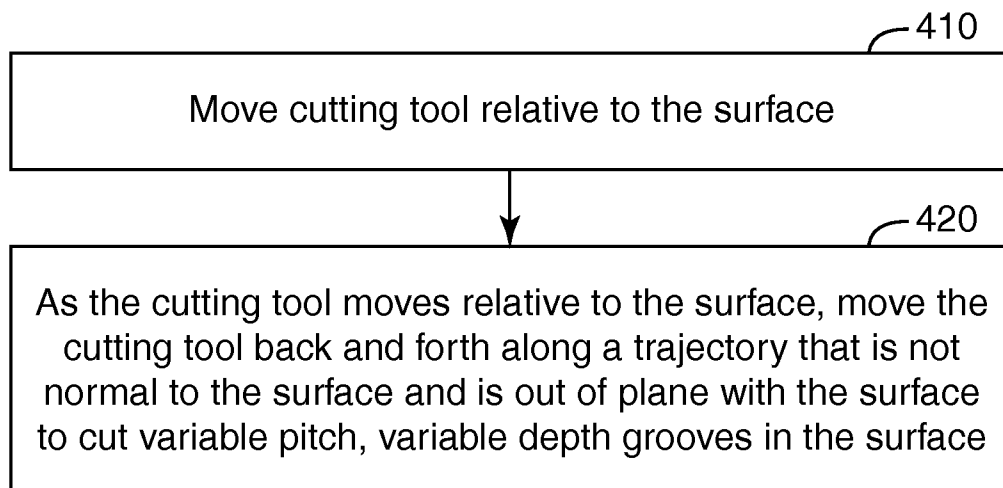 410
Move cutting tool relative to the surface
420
As the cutting tool moves relative to the surface, move the
cutting tool back and forth along a trajectory that is not
normal to the surface and is out of plane with the surface
to cut variable pitch, variable depth grooves in the surface